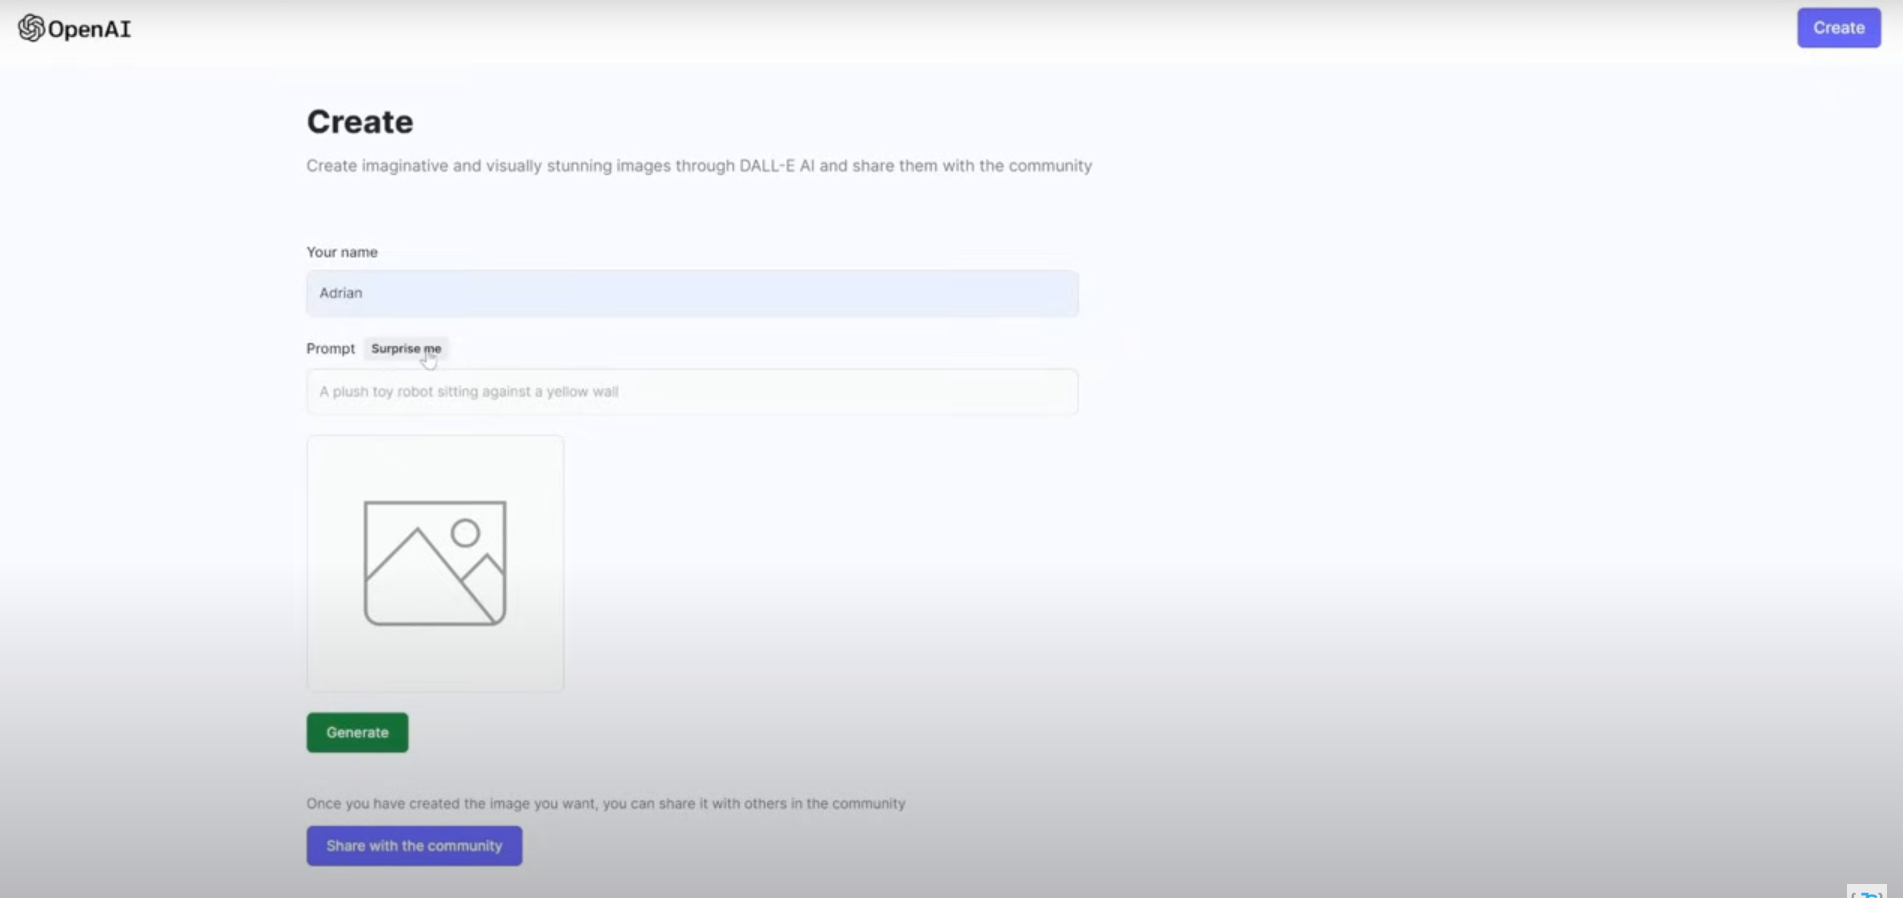 OpenAI
Create
Create
Create imaginative and visually stunning images through DALL-E AI and share them with the community
Your name
Adrian
Prompt Surprise me
A plush toy robot sitting against a yellow wall
Generate
Once you have created the image you want, you can share it with others in the community
Share with the community